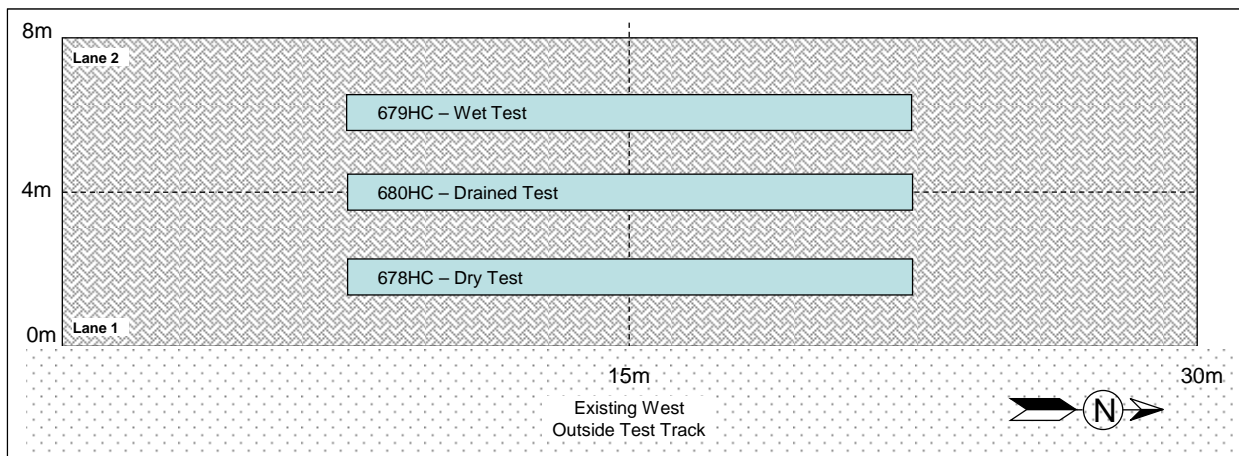 8m
Lane 2
679HC – Wet Test
4m
680HC – Drained Test
678HC – Dry Test
Lane 1
0m
15m
30m
Existing West
Outside Test Track
N